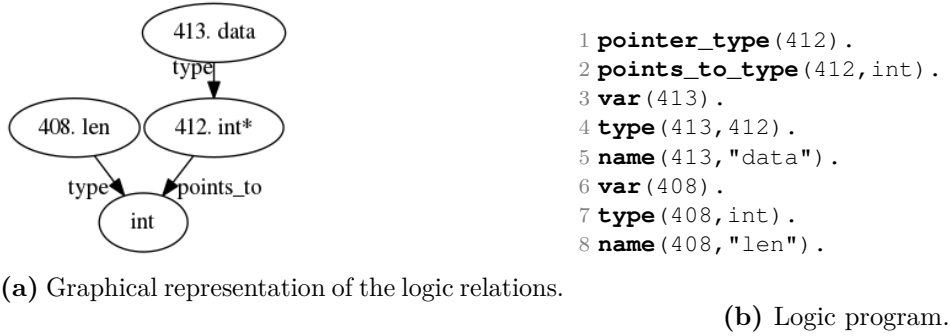 413. data
type
408. len
412. int*
type
points_to
int
(a) Graphical representation of the logic relations.
1 pointer_type(412).
2 points_to_type(412,int).
3 var(413).
4 type(413,412).
5 name(413,"data").
6 var(408).
7 type(408,int).
8 name(408,"len").
(b) Logic program.